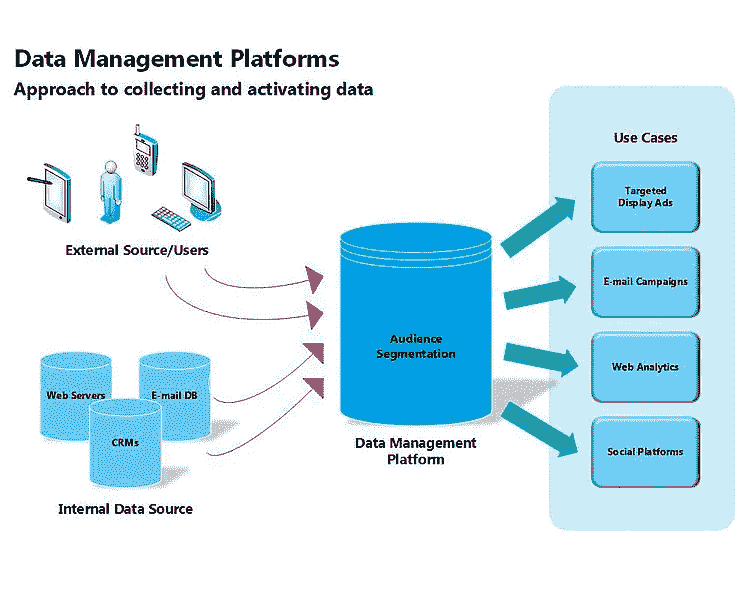 Data Management Platforms
Approach to collecting and activating data
External Source/Users
Web Servers
E-mail DB
CRMs
Internal Data Source
Audience
Segmentation
Data Management
Platform
Use Cases
Targeted
Display Ads
E-mail Campaigns
Web Analytics
Social Platforms